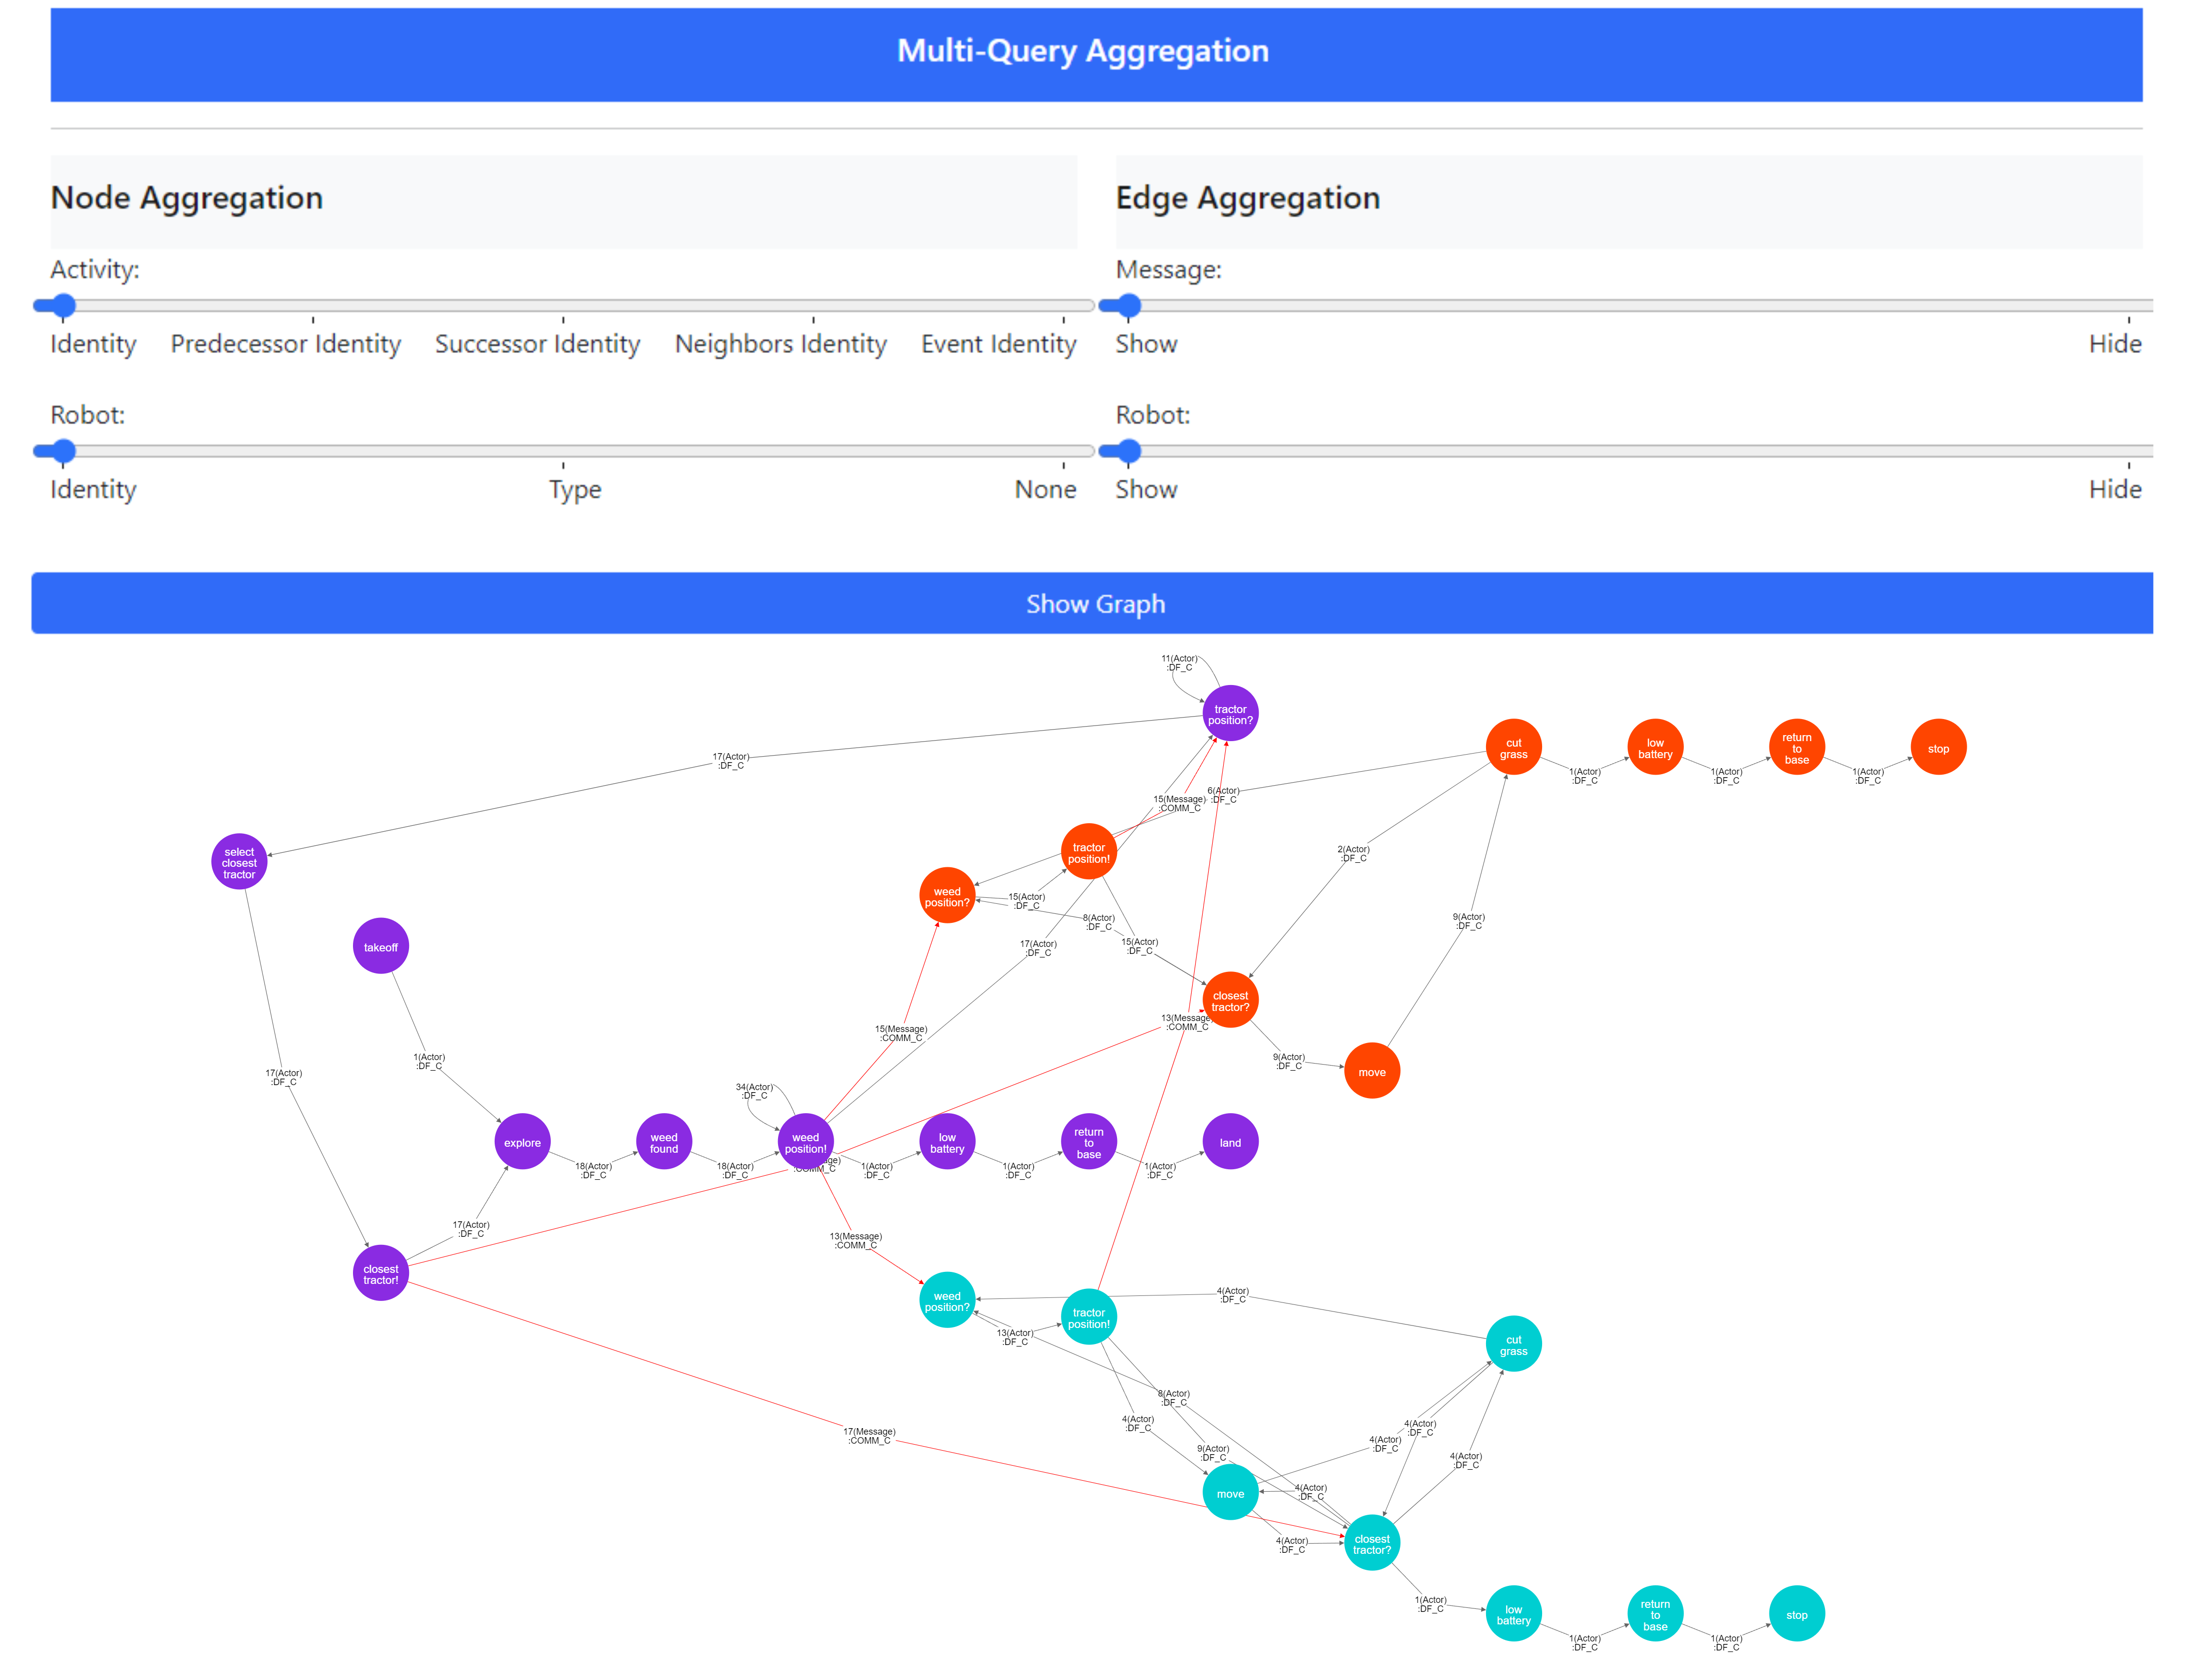 Multi-Query Aggregation
Node Aggregation
Edge Aggregation
Activity:
Message:
Identity
Predecessor Identity
Successor Identity
Neighbors Identity
Event Identity
Show
Hide
Robot:
Robot:
Identity
Type
None
Show
Hide
Show Graph
11(Actor)
:DF_C
tractor
position?
17(Actor)
:DF_C
cut
grass
low
battery
return
to
base
stop
1(Actor)
:DF_C
1(Actor)
:DF_C
1(Actor)
:DF_C
6(Actor)
:DF_C
15(Message)
:COMM_C
select
closest
tractor
tractor
position!
2(Actor)
:DF_C
weed
position?
15(Actor)
:DF_C
8(Actor)
:DF_C
9(Actor)
:DF_C
takeoff
17(Actor)
:DF_C
15(Actor)
:DF_C
closest
tractor?
13(Message)
:COMM_C
15(Message)
:COMM_C
1(Actor)
:DF_C
9(Actor)
:DF_C
move
17(Actor)
:DF_C
34(Actor)
:DF_C
explore
weed
found
weed
position!
low
battery
return
to
base
land
18(Actor)
:DF_C
18(Actor)
:DF_C
:COMM_C
1(Actor)
:DF_C
1(Actor)
:DF_C
1(Actor)
:DF_C
17(Actor)
:DF_C
13(Message)
:COMM_C
closest
tractor!
weed
position?
tractor
position!
4(Actor)
:DF_C
13(Actor)
:DF_C
cut
grass
8(Actor)
:DF_C
4(Actor)
:DF_C
4(Actor)
:DF_C
17(Message)
:COMM_C
9(Actor)
:DF_C
4(Actor)
:DF_C
4(Actor)
:DF_C
move
4(Actor)
:DF_C
4(Actor)
:DF_C
closest
tractor?
1(Actor)
:DF_C
low
battery
return
to
base
stop
1(Actor)
:DF_C
1(Actor)
:DF_C